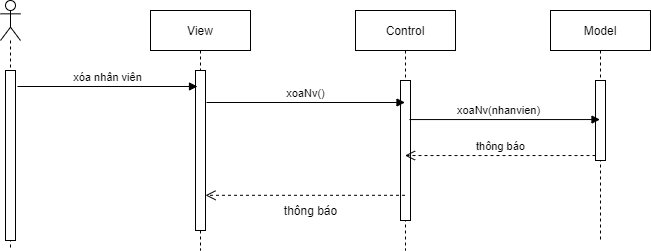 View
Control
Model
xóa nhân viên
xoaNv()
xoaNv(nhanvien)
thông báo
thông báo